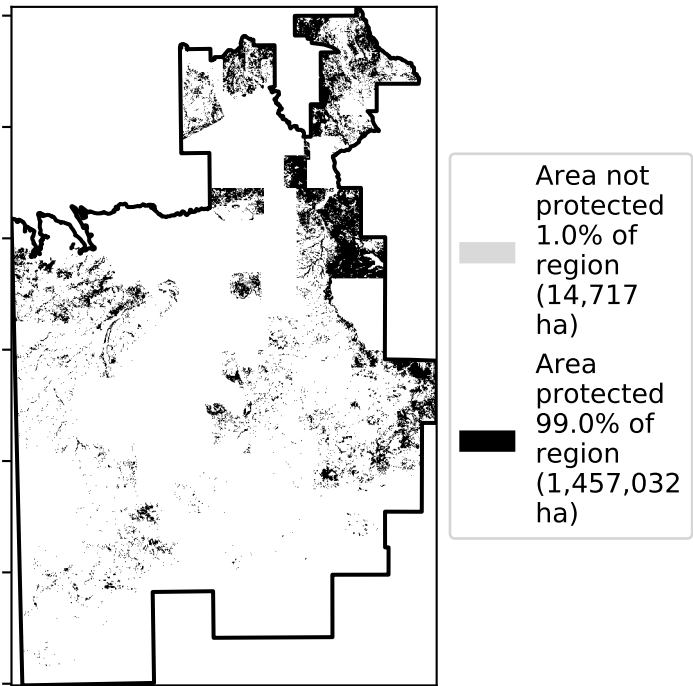 Area not
protected
1.0% of
region
(14,717
ha)
Area
protected
99.0% of
region
(1,457,032
ha)